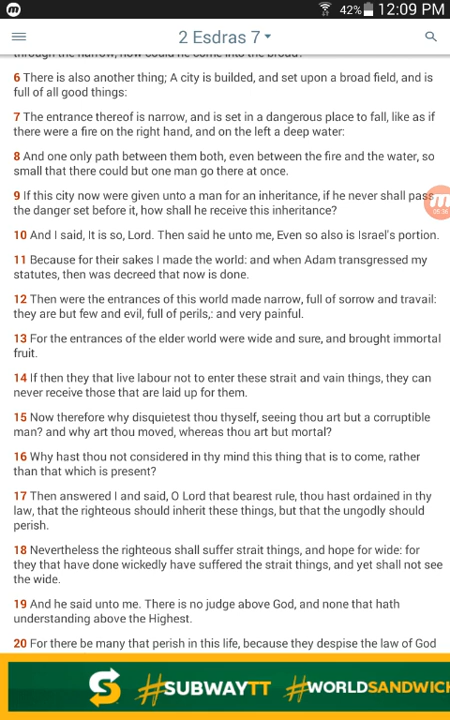 42% 12:09 PM
2 Esdras 7
through the narrow, how could he come into the broad?
6 There is also another thing; A city is builded, and set upon a broad field, and is
full of all good things:
7 The entrance thereof is narrow, and is set in a dangerous place to fall, like as if
there were a fire on the right hand, and on the left a deep water:
8 And one only path between them both, even between the fire and the water, so
small that there could but one man go there at once.
9 If this city now were given unto a man for an inheritance, if he never shall pass
the danger set before it, how shall he receive this inheritance?
05:36
10 And I said, It is so, Lord. Then said he unto me, Even so also is Israel's portion.
11 Because for their sakes I made the world: and when Adam transgressed my
statutes, then was decreed that now is done.
12 Then were the entrances of this world made narrow, full of sorrow and travail:
they are but few and evil, full of perils,: and very painful.
13 For the entrances of the elder world were wide and sure, and brought immortal
fruit.
14 If then they that live labour not to enter these strait and vain things, they can
never receive those that are laid up for them.
15 Now therefore why disquietest thou thyself, seeing thou art but a corruptible
man? and why art thou moved, whereas thou art but mortal?
16 Why hast thou not considered in thy mind this thing that is to come, rather
than that which is present?
17 Then answered I and said, O Lord that bearest rule, thou hast ordained in thy
law, that the righteous should inherit these things, but that the ungodly should
perish.
18 Nevertheless the righteous shall suffer strait things, and hope for wide: for
they that have done wickedly have suffered the strait things, and yet shall not see
the wide.
19 And he said unto me. There is no judge above God, and none that hath
understanding above the Highest.
20 For there be many that perish in this life, because they despise the law of God
#SUBWAYTT #WORLDSANDWICH